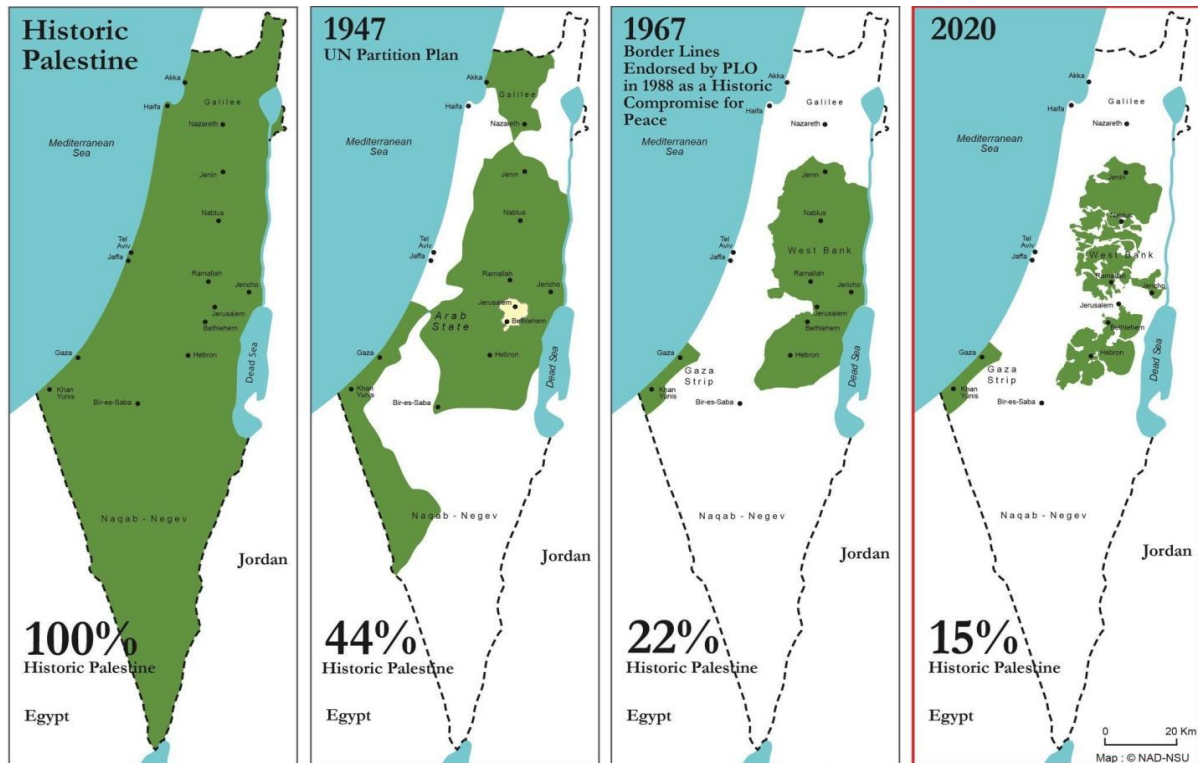 Historic
Palestine
Akka
Haifa
Galilee
Nazareth
Mediterranean
Sea
Jenin
Nablus
Tel
Aviv
Jaffa
Ramallah
Jericho
Jerusalem
Bethlehem
Gaza
Hebron
Dead Sea
Khan
Yunis
Bir-es-Saba
Naqab - Negev
Jordan
100%
Historic Palestine
Egypt
1947
UN Partition Plan
Akka
Haifa
Galilee
Nazareth
Mediterranean
Sea
Jenin
Nablus
Tel
Aviv
Jaffa
Ramallah
Jericho
Jerusalem
Arab
State
Bethlehem
Gaza
Hebron
Dead Sea
Khan
Yunis
Bir-es-Saba
Naqab - Negev
Jordan
44%
Historic Palestine
Egypt
1967
Border Lines
Endorsed by PLO
in 1988 as a Historic
Compromise for
Peace
Akka
Haifa
Galilee
Nazareth
Mediterranean
Sea
Jenin
Nablus
Tel
Aviv
Jaffa
West Bank
Ramallah
Jericho
Jerusalem
Bethlehem
Gaza
Gaza
Strip
Hebron
Dead Sea
Khan
Yunis
Bir-es-Saba
Naqab - Negev
Jordan
22%
Historic Palestine
Egypt
2020
Akka
Haifa
Galilee
Nazareth
Mediterranean
Sea
Jenin
Nablus
Tel
Aviv
Jaffa
West Bank
Ramallah
Jericho
Jerusalem
Bethlehem
Gaza
Gaza
Strip
Hebron
Dead Sea
Khan
Yunis
Bir-es-Saba
Naqab - Negev
Jordan
15%
Historic Palestine
Egypt
0 20 Km
Map : © NAD-NSU